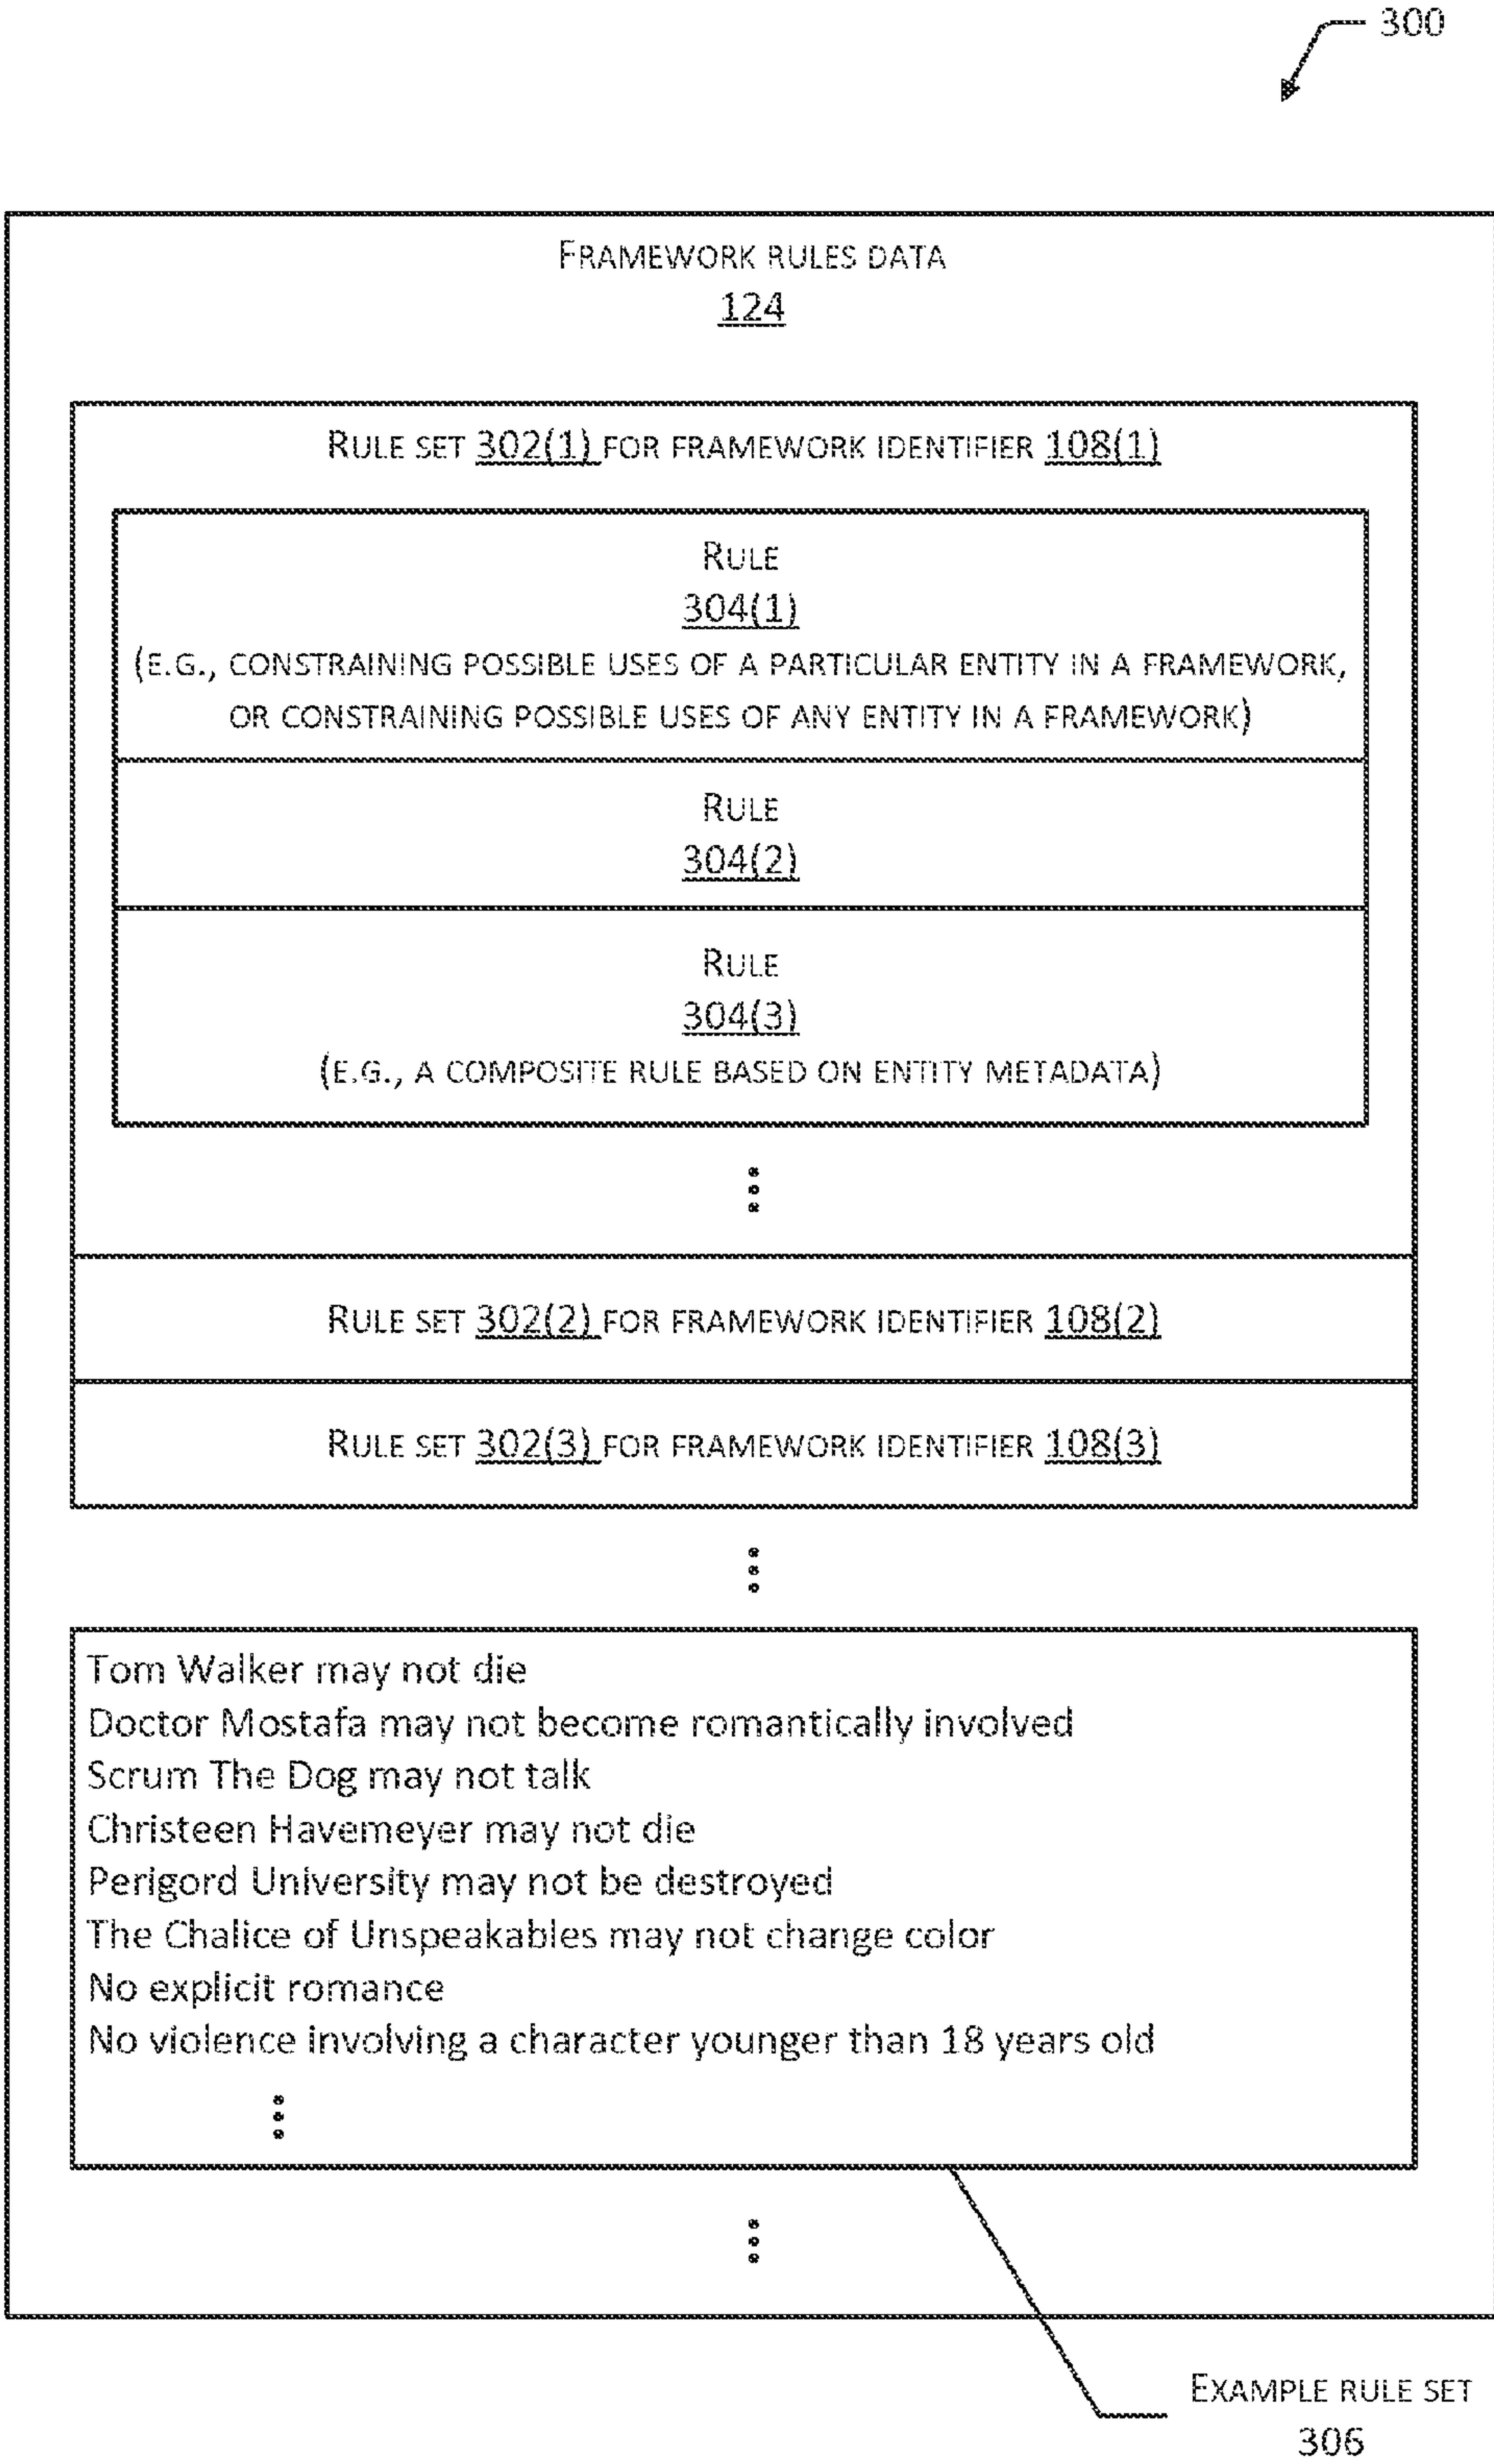 300
FRAMEWORK RULES DATA
124
RULE SET 302(1) FOR FRAMEWORK IDENTIFIER 108(1)
RULE
304(1)
(E.G., CONSTRAINING POSSIBLE USES OF A PARTICULAR ENTITY IN A FRAMEWORK,
OR CONSTRAINING POSSIBLE USES OF ANY ENTITY IN A FRAMEWORK)
RULE
304(2)
RULE
304(3)
(E.G., A COMPOSITE RULE BASED ON ENTITY METADATA)
RULE SET 302(2) FOR FRAMEWORK IDENTIFIER 108(2)
RULE SET 302(3) FOR FRAMEWORK IDENTIFIER 108(3)
Tom Walker may not die
Doctor Mostafa may not become romantically involved
Scrum The Dog may not talk
Christeen Havemeyer may not die
Perigord University may not be destroyed
The Chalice of Unspeakables may not change color
No explicit romance
No violence involving a character younger than 18 years old
EXAMPLE RULE SET
306